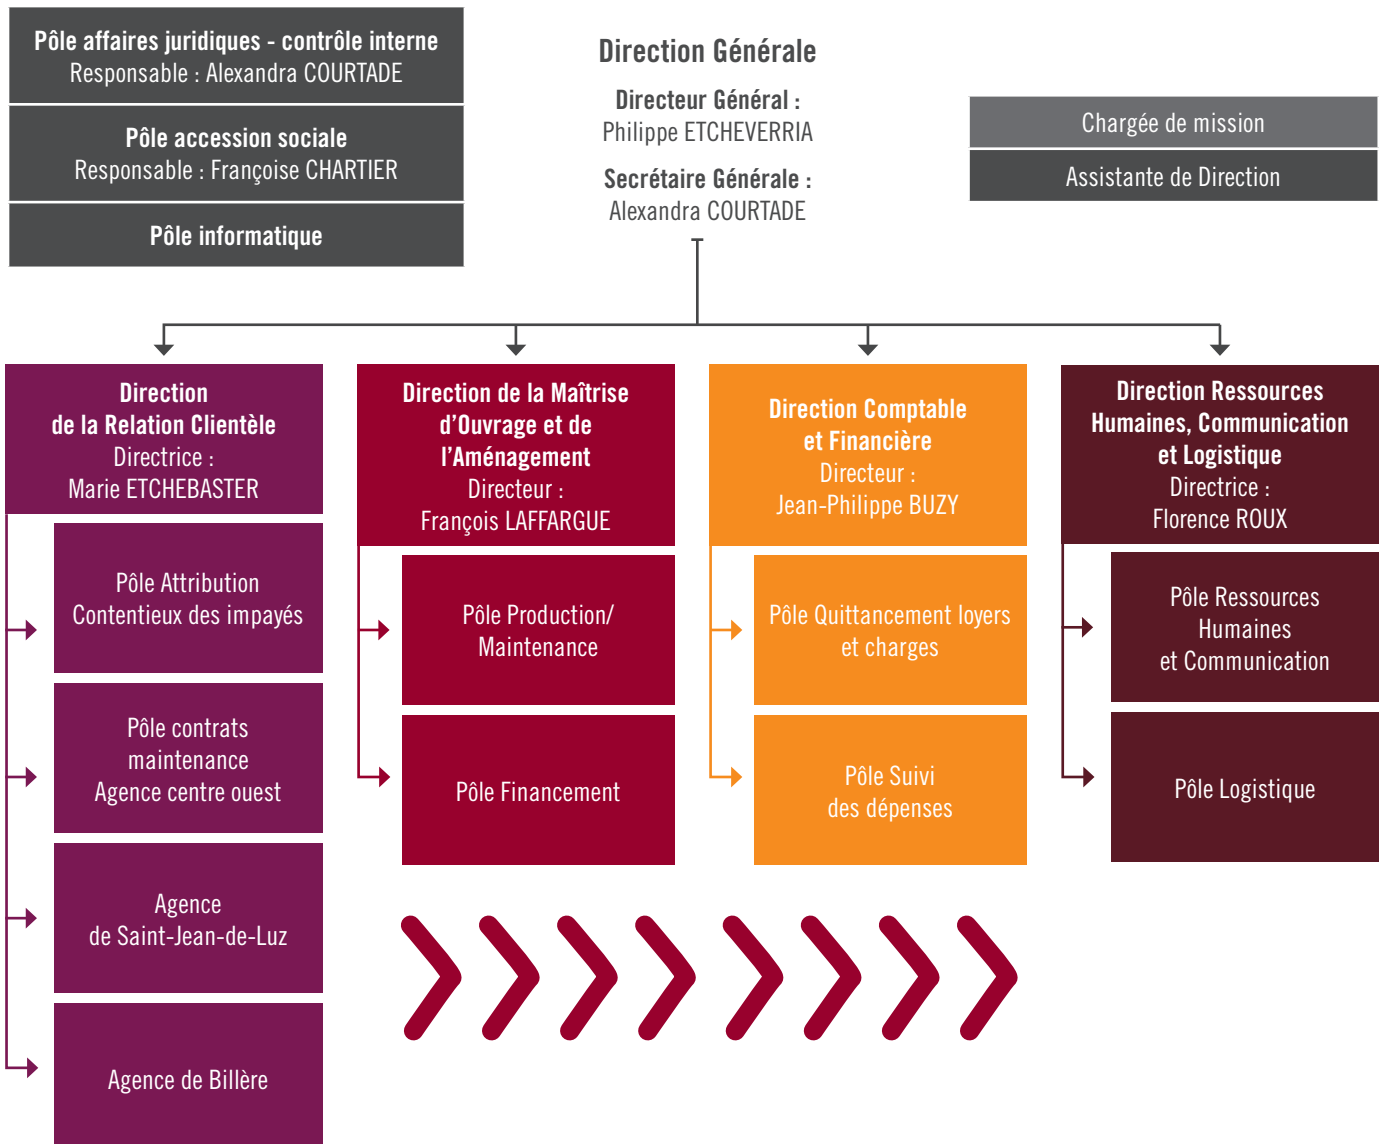 Pôle affaires juridiques - contrôle interne
Responsable : Alexandra COURTADE
Pôle accession sociale
Responsable : Françoise CHARTIER
Pôle informatique
Direction Générale
Directeur Général :
Philippe ETCHEVERRIA
Secrétaire Générale :
Alexandra COURTADE
Chargée de mission
Assistante de Direction
Direction
de la Relation Clientèle
Directrice :
Marie ETCHEBASTER
Pôle Attribution
Contentieux des impayés
Pôle contrats
maintenance
Agence centre ouest
Agence
de Saint-Jean-de-Luz
Agence de Billère
Direction de la Maîtrise
d’Ouvrage et de
l’Aménagement
Directeur :
François LAFFARGUE
Pôle Production/
Maintenance
Pôle Financement
Direction Comptable
et Financière
Directeur :
Jean-Philippe BUZY
Pôle Quittancement loyers
et charges
Pôle Suivi
des dépenses
Direction Ressources
Humaines, Communication
et Logistique
Directrice :
Florence ROUX
Pôle Ressources
Humaines
et Communication
Pôle Logistique